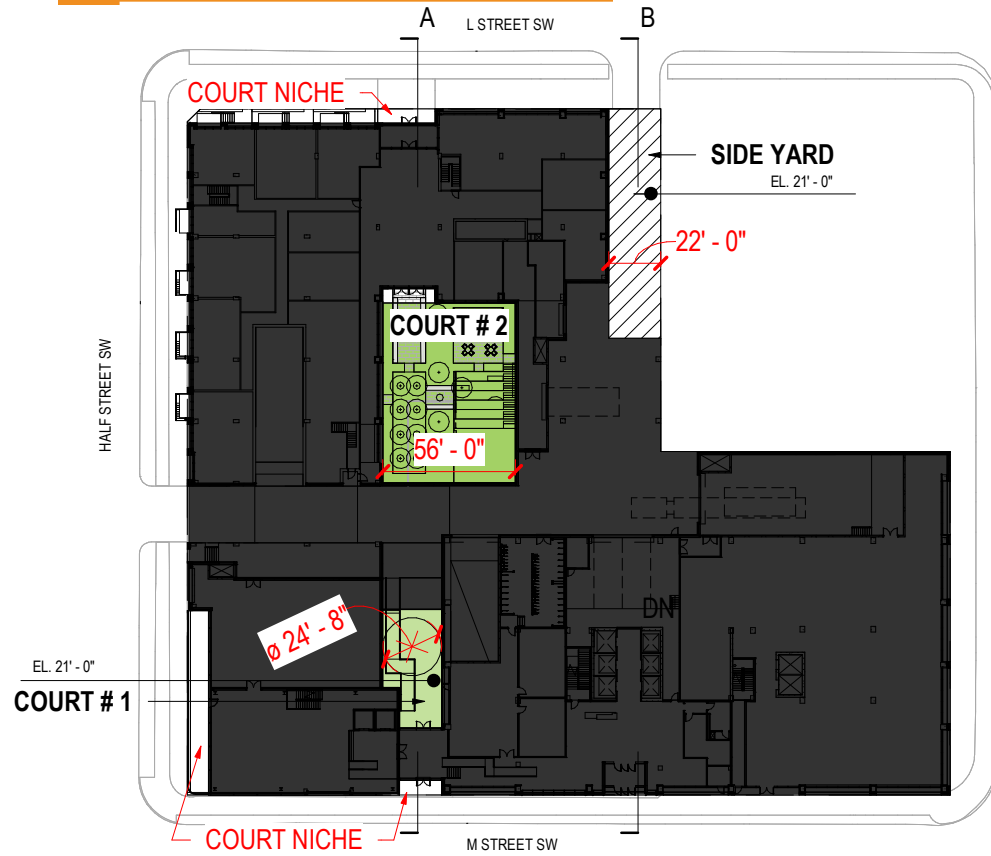 A
B
L STREET SW
COURT NICHE
SIDE YARD
EL. 21' - 0"
22' - 0"
COURT # 2
HALF STREET SW
56' - 0"
DN
ø 24' - 8"
EL. 21' - 0"
COURT # 1
COURT NICHE
M STREET SW